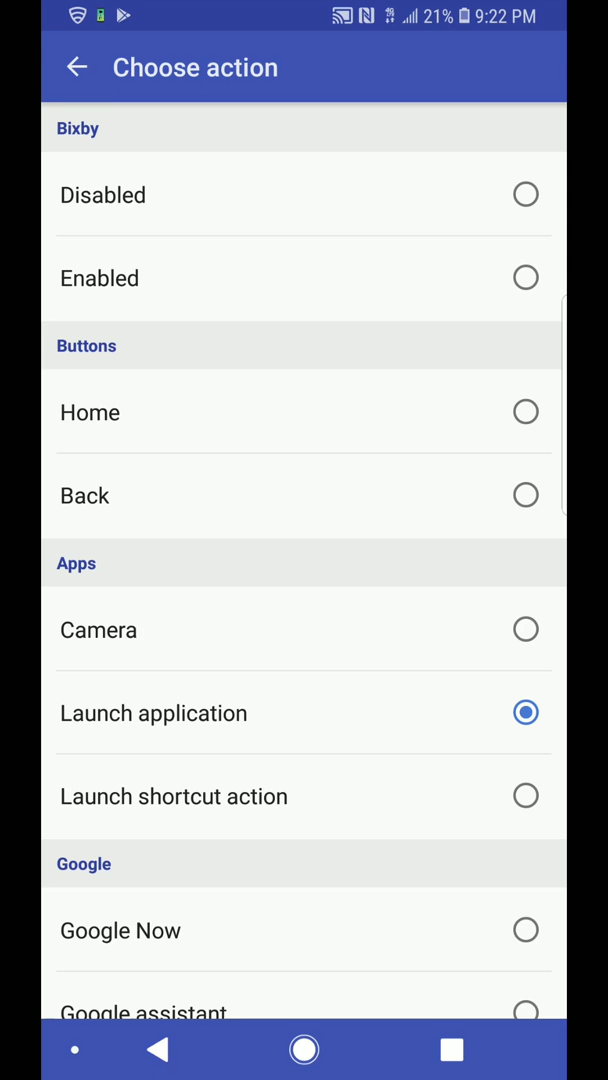 21% 9:22 PM
Choose action
Bixby
Disabled
Enabled
Buttons
Home
Back
Apps
Camera
Launch application
Launch shortcut action
Google
Google Now
Google assistant